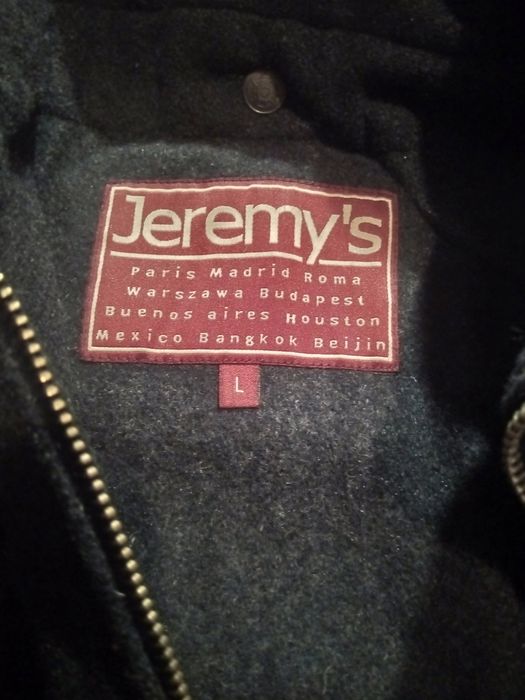 Jeremy's
Paris Madrid Roma
Warszawa Budapest
Buenos aires Houston
Mexico Bangkok Beijin
L